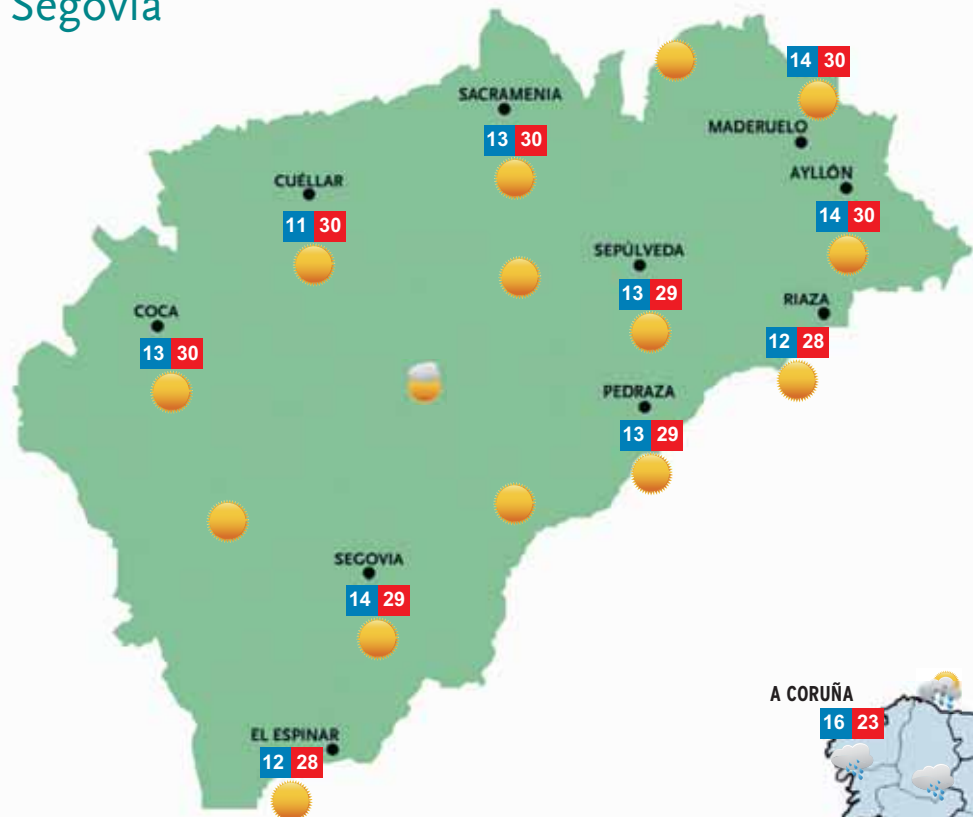 Segovia
14 30
SACRAMENIA
MADERUELO
13 30
AYLLÓN
CUÉLLAR
14 30
11 30
SEPÚLVEDA
13 29
RIAZA
COCA
12 28
13 30
PEDRAZA
13 29
SEGOVIA
14 29
A CORUÑA
16 23
EL ESPINAR
12 28